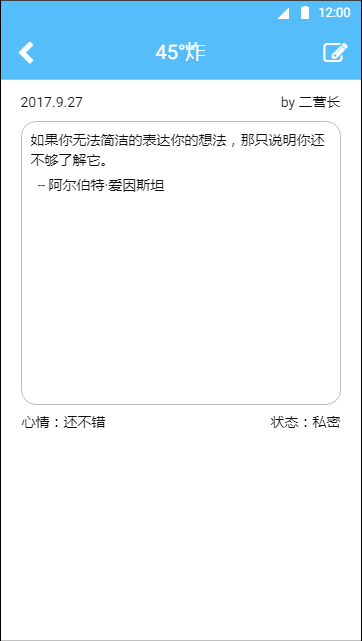 12:00
45°炸
2017.9.27
by 二营长
如果你无法简洁的表达你的想法，那只说明你还
不够了解它。
-- 阿尔伯特·爱因斯坦
心情：还不错
状态：私密